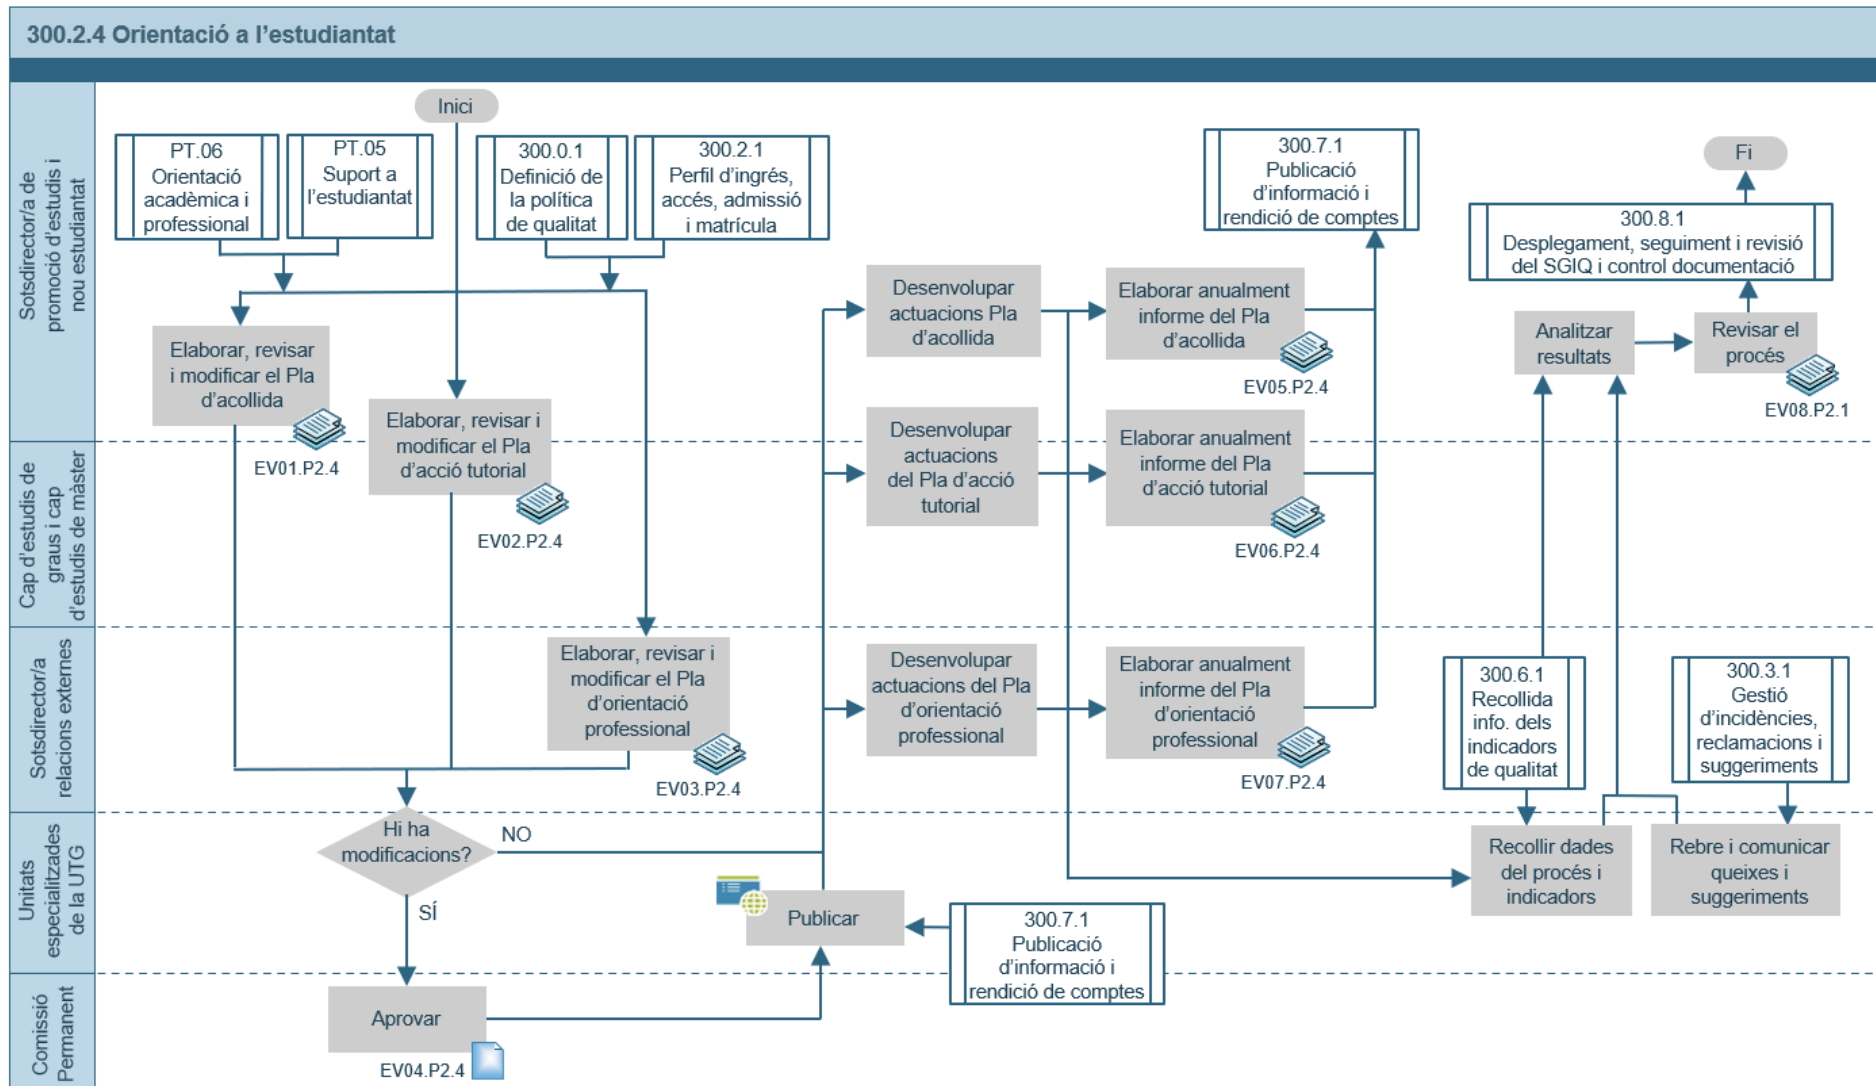 300.2.4 Orientació a l'estudiantat
Sotsdirector/a de
promoció d'estudis i
nou estudiantat
Inici
PT.06
Orientació
acadèmica i
professional
PT.05
Suport a
l'estudiantat
300.0.1
Definició de
la política
de qualitat
300.2.1
Perfil d'ingrés,
accés, admissió
i matrícula
300.7.1
Publicació
d'informació i
rendició de comptes
Fi
300.8.1
Desplegament, seguiment i revisió
del SGIQ i control documentació
Elaborar, revisar
i modificar el Pla
d'acollida
EV01.P2.4
Desenvolupar
actuacions Pla
d'acollida
Elaborar anualment
informe del Pla
d'acollida
EV05.P2.4
Analitzar
resultats
Revisar el
procés
EV08.P2.1
Cap d'estudis de
graus i cap
d'estudis de màster
Elaborar, revisar i
modificar el Pla
d'acció tutorial
EV02.P2.4
Desenvolupar
actuacions
del Pla d'acció
tutorial
Elaborar anualment
informe del Pla
d'acció tutorial
EV06.P2.4
Sotsdirector/a
relacions externes
Elaborar, revisar i
modificar el Pla
d'orientació
professional
EV03.P2.4
Desenvolupar
actuacions del Pla
d'orientació
professional
Elaborar anualment
informe del Pla
d'orientació
professional
EV07.P2.4
300.6.1
Recollida
info. dels
indicadors
de qualitat
300.3.1
Gestió
d'incidències,
reclamacions i
suggeriments
Unitats
especialitzades
de la UTG
Hi ha
modificacions?
NO
SÍ
Publicar
300.7.1
Publicació
d'informació i
rendició de comptes
Recollir dades
del procés i
indicadors
Rebre i comunicar
queixes i
suggeriments
Comissió
Permanent
Aprovar
EV04.P2.4